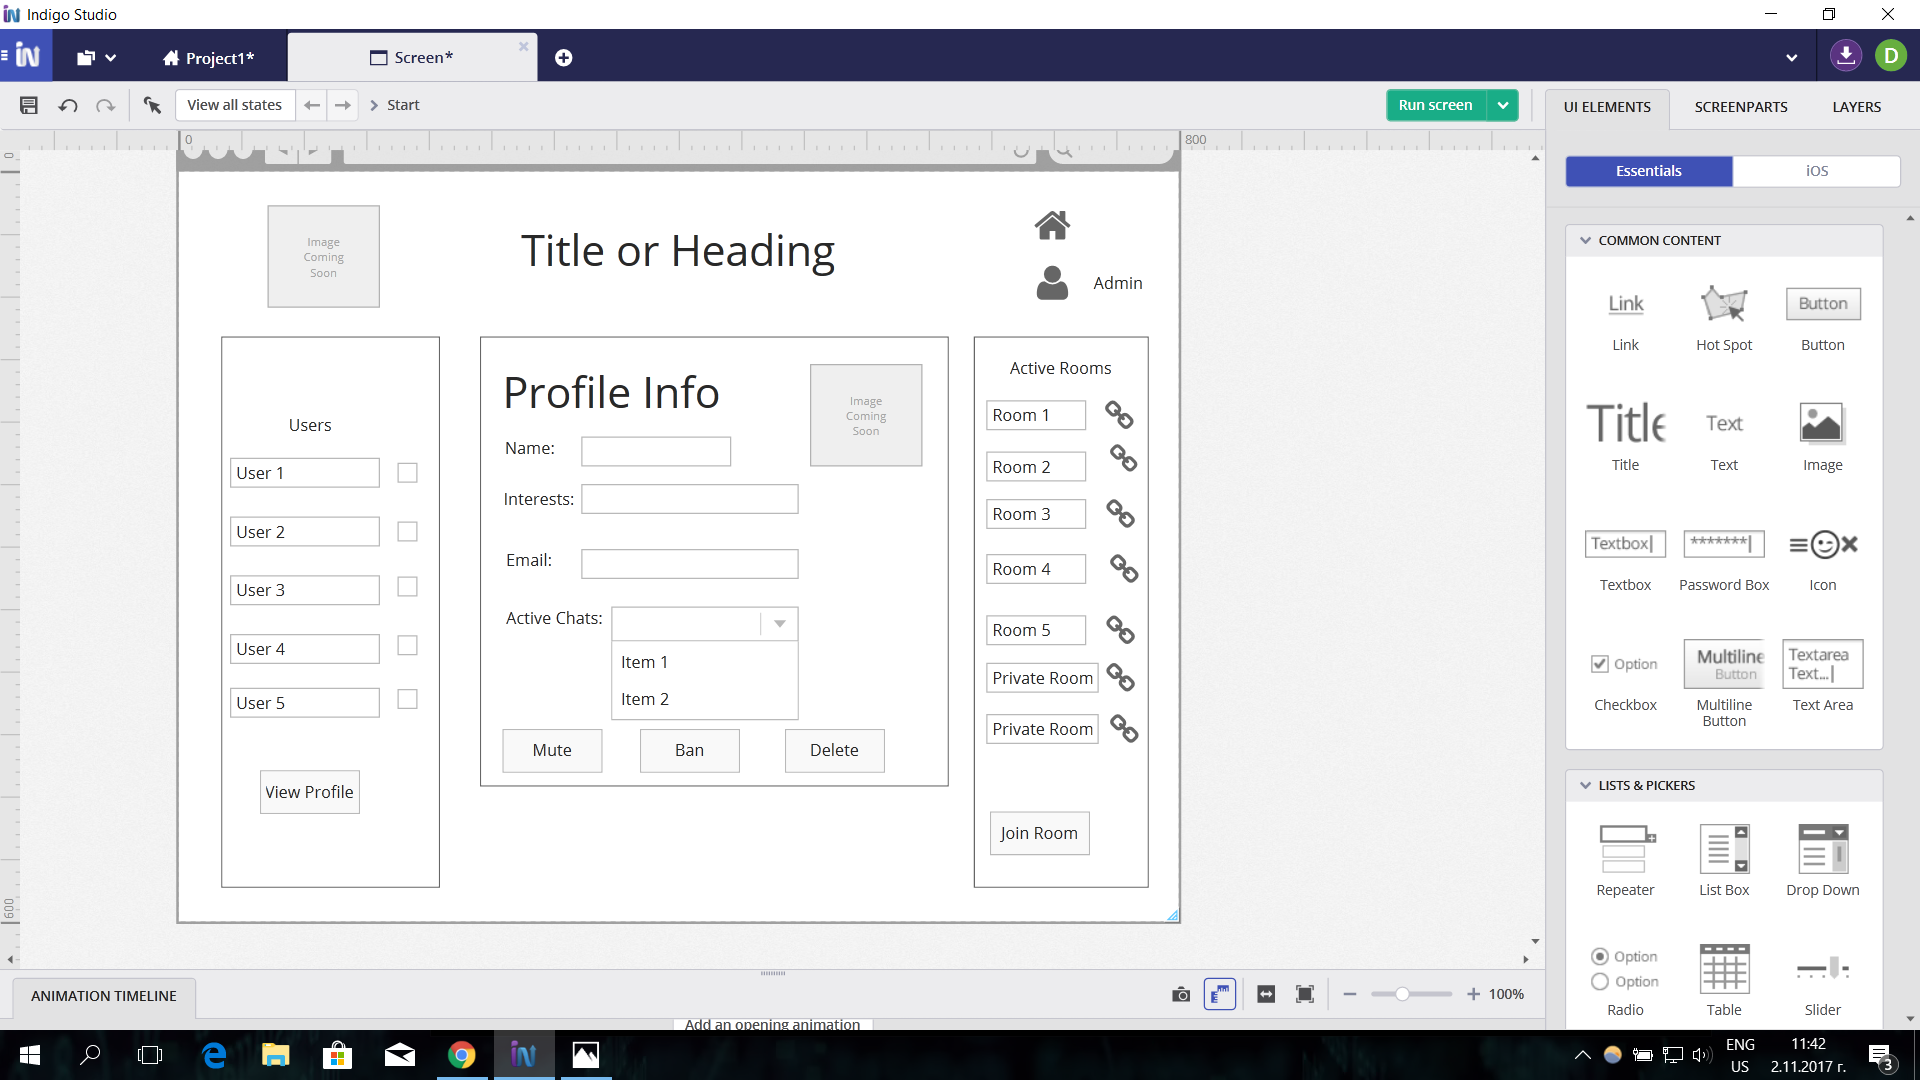 Indigo Studio
Project1*
Screen*
D
View all states
Start
Run screen
UI ELEMENTS
SCREENPARTS
LAYERS
0
800
0
600
Essentials
iOS
Image
Coming
Soon
Title or Heading
Admin
Users
User 1
User 2
User 3
User 4
User 5
View Profile
Profile Info
Image
Coming
Soon
Name:
Interests:
Email:
Active Chats:
Item 1
Item 2
Mute
Ban
Delete
Active Rooms
Room 1
Room 2
Room 3
Room 4
Room 5
Private Room
Private Room
Join Room
COMMON CONTENT
Link
Link
Hot Spot
Button
Button
Title
Title
Text
Text
Image
Textbox
Textbox
*******
Password Box
Icon
Option
Checkbox
Multiline
Button
Multiline
Button
Textarea
Text...
Text Area
LISTS & PICKERS
Repeater
List Box
Drop Down
Option
Option
Radio
Table
Slider
ANIMATION TIMELINE
100%
Add an opening animation
ENG
US
11:42
2.11.2017 г.
3